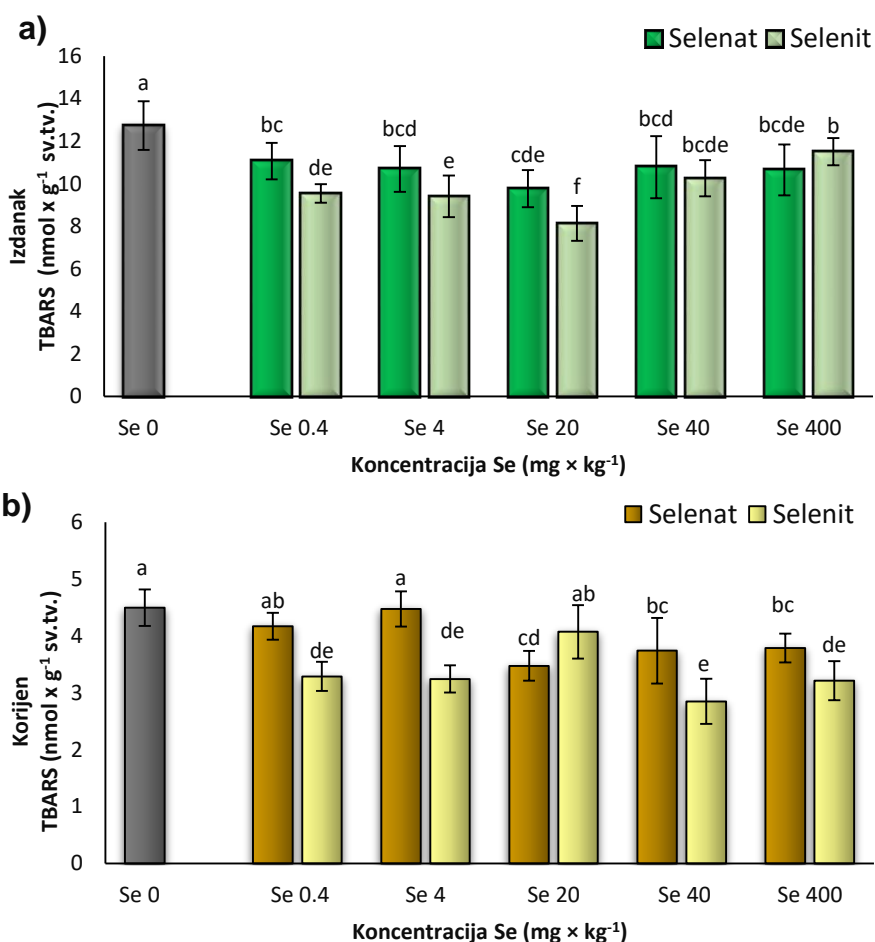 a)
Selenat Selenit
Izdanak
TBARS (nmol x g⁻¹ sv.tv.)
16
14
12
10
8
6
4
2
0
a
bc
de
bcd
e
cde
f
bcd
bcde
bcde
b
Se 0 Se 0.4 Se 4 Se 20 Se 40 Se 400
Koncentracija Se (mg × kg⁻¹)
b)
Selenat Selenit
Korijen
TBARS (nmol x g⁻¹ sv.tv.)
6
5
4
3
2
1
0
a
ab
de
a
de
cd
ab
bc
e
bc
de
Se 0 Se 0.4 Se 4 Se 20 Se 40 Se 400
Koncentracija Se (mg × kg⁻¹)